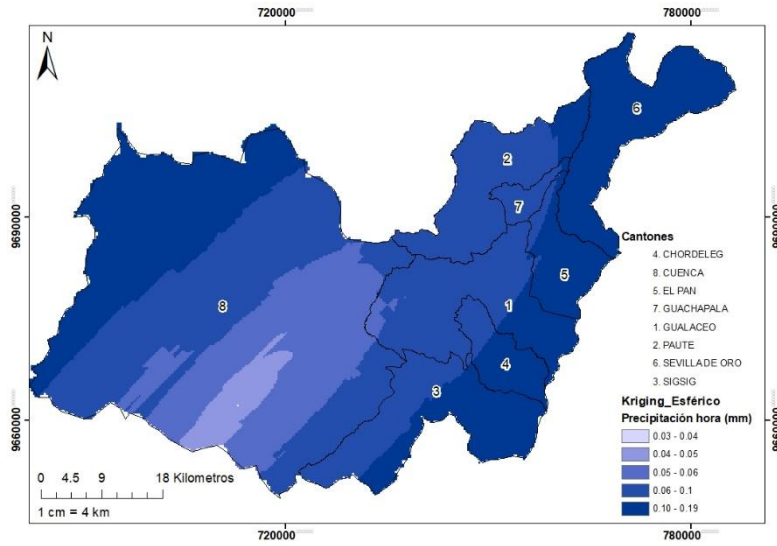 720000
780000
N
6
2
7
9690000
9690000
Cantones
4. CHORDELEG
8. CUENCA
5. EL PAN
7. GUACHAPALA
1. GUALACEO
2. PAUTE
6. SEVILLA DE ORO
3. SIGSIG
5
8
1
4
3
Kriging_Esférico
Precipitación hora (mm)
0.03 - 0.04
0.04 - 0.05
0.05 - 0.06
0.06 - 0.1
0.10 - 0.19
9660000
0 4.5 9 18 Kilometros
1 cm = 4 km
720000
780000